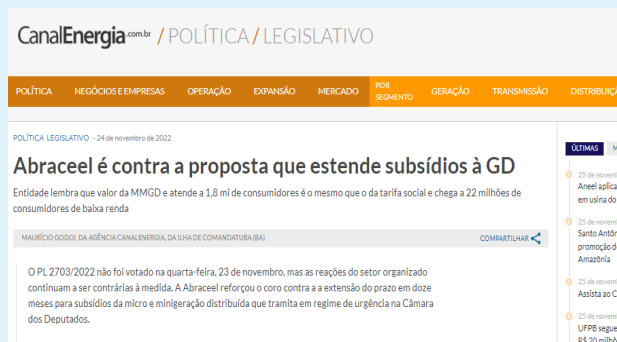 CanalEnergia.com.br / POLÍTICA / LEGISLATIVO
POLÍTICA NEGÓCIOS E EMPRESAS OPERAÇÃO EXPANSÃO MERCADO POR SEGMENTO GERAÇÃO TRANSMISSÃO
POLÍTICA LEGISLATIVO - 24 de novembro de 2022
Abraceel é contra a proposta que estende subsídios à GD
Entidade lembra que valor da MMGD e atende a 1,8 mi de consumidores é o mesmo que o da tarifa social e chega a 22 milhões de
consumidores de baixa renda
MAURÍCIO GODOI, DA AGÊNCIA CANALENERGIA, DA ILHA DE COMANDATUBA (BA)
COMPARTILHAR
O PL 2703/2022 não foi votado na quarta-feira, 23 de novembro, mas as reações do setor organizado
continuam a ser contrárias à medida. A Abraceel reforçou o coro contra a a extensão do prazo em doze
meses para subsídios da micro e minigeração distribuída que tramita em regime de urgência na Câmara
dos Deputados.
ÚLTIMAS M
25 de
Aneel aplica
em usina do
25 de
Santo
promoção d
Amazônia
25 de
Assista ao C
25 de
UFPB segue
R$ 20